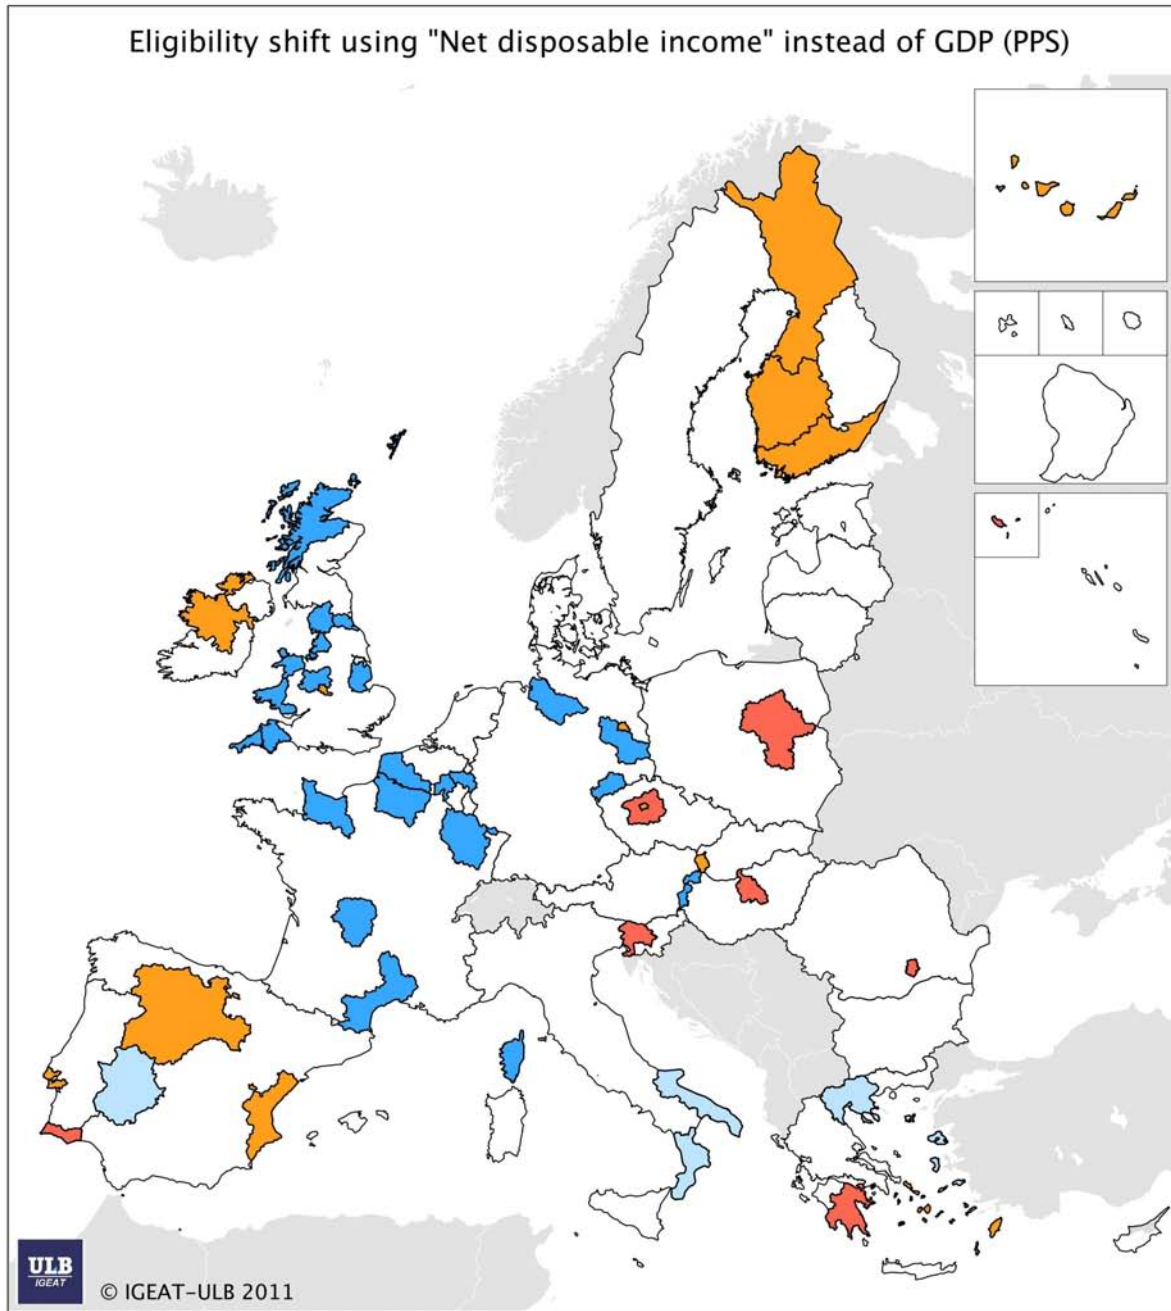 Eligibility shift using "Net disposable income" instead of GDP (PPS)
ULB
IGEAT
© IGEAT-ULB 2011